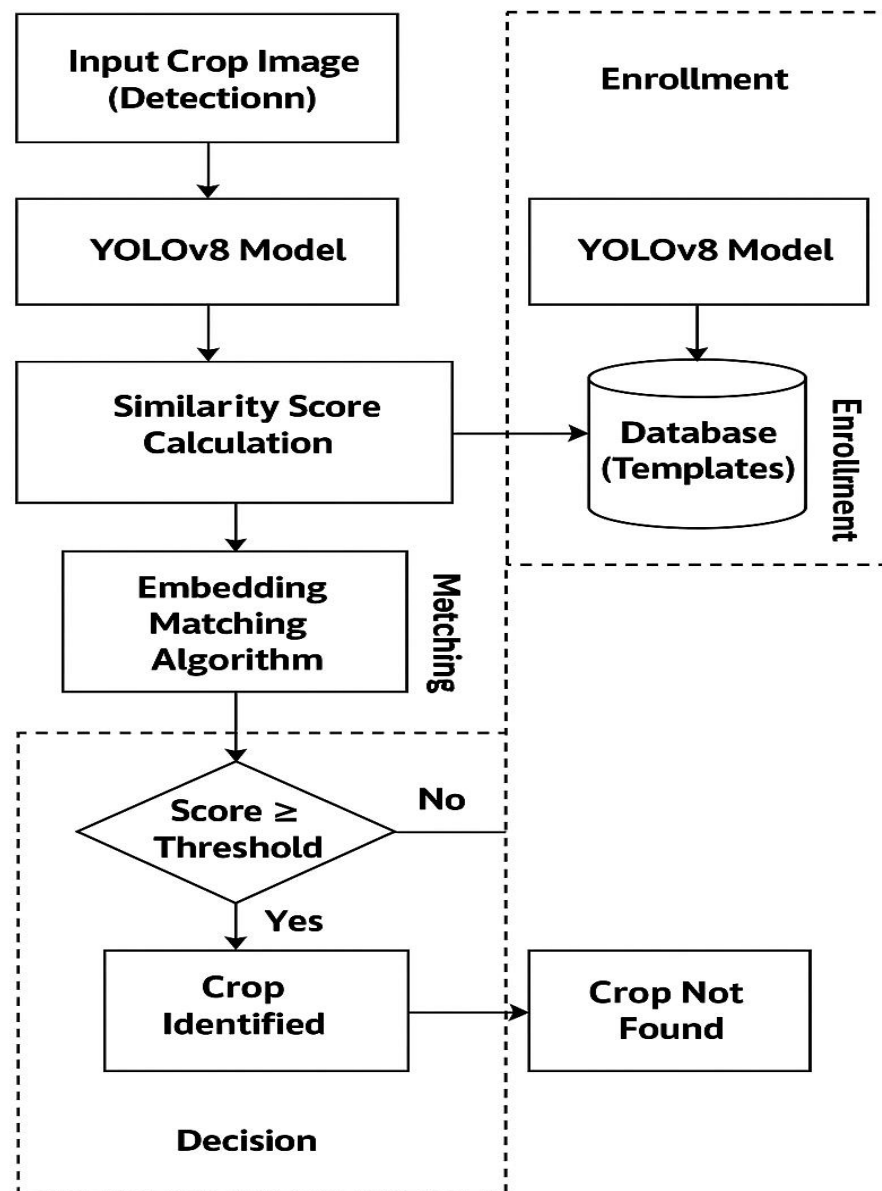 Input Crop Image
(Detectionn)
Enrollment
YOLOv8 Model
YOLOv8 Model
Similarity Score
Calculation
Database
(Templates)
Enrollment
Embedding
Matching
Algorithm
Metching
Score ≥
Threshold
No
Yes
Crop
Identified
Crop Not
Found
Decision